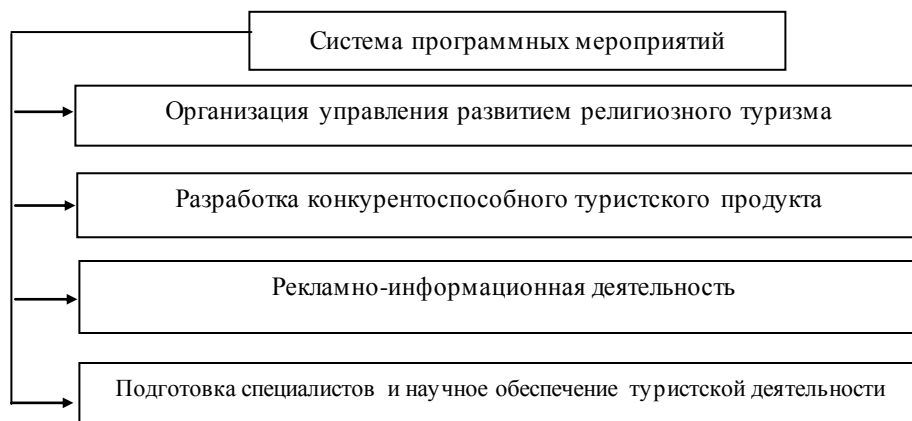 Система программных мероприятий
Организация управления развитием религиозного туризма
Разработка конкурентоспособного туристского продукта
Рекламно-информационная деятельность
Подготовка специалистов и научное обеспечение туристской деятельности